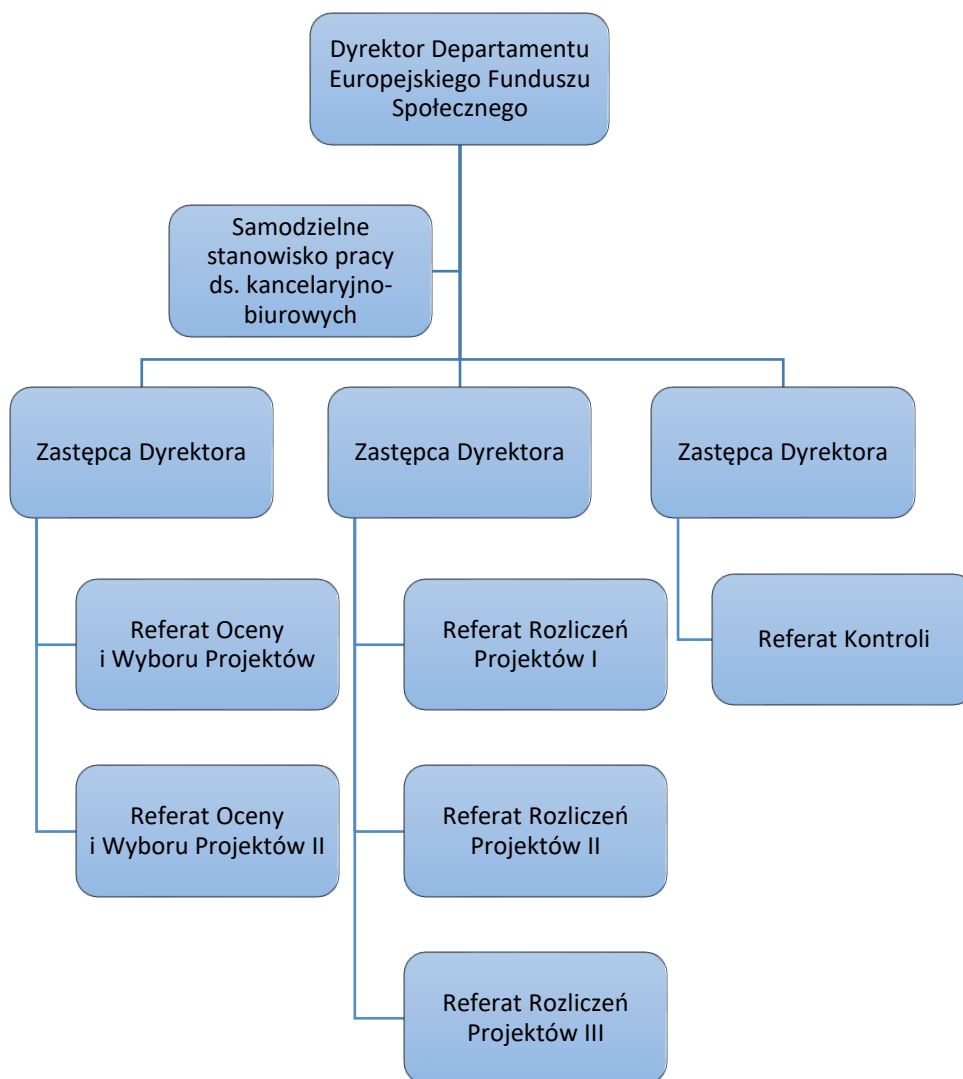 Dyrektor Departamentu
Europejskiego Funduszu
Społecznego
Samodzielne
stanowisko pracy
ds. kancelaryjno-
biurowych
Zastępca Dyrektora
Zastępca Dyrektora
Zastępca Dyrektora
Referat Oceny
i Wyboru Projektów
Referat Rozliczeń
Projektów I
Referat Kontroli
Referat Oceny
i Wyboru Projektów II
Referat Rozliczeń
Projektów II
Referat Rozliczeń
Projektów III